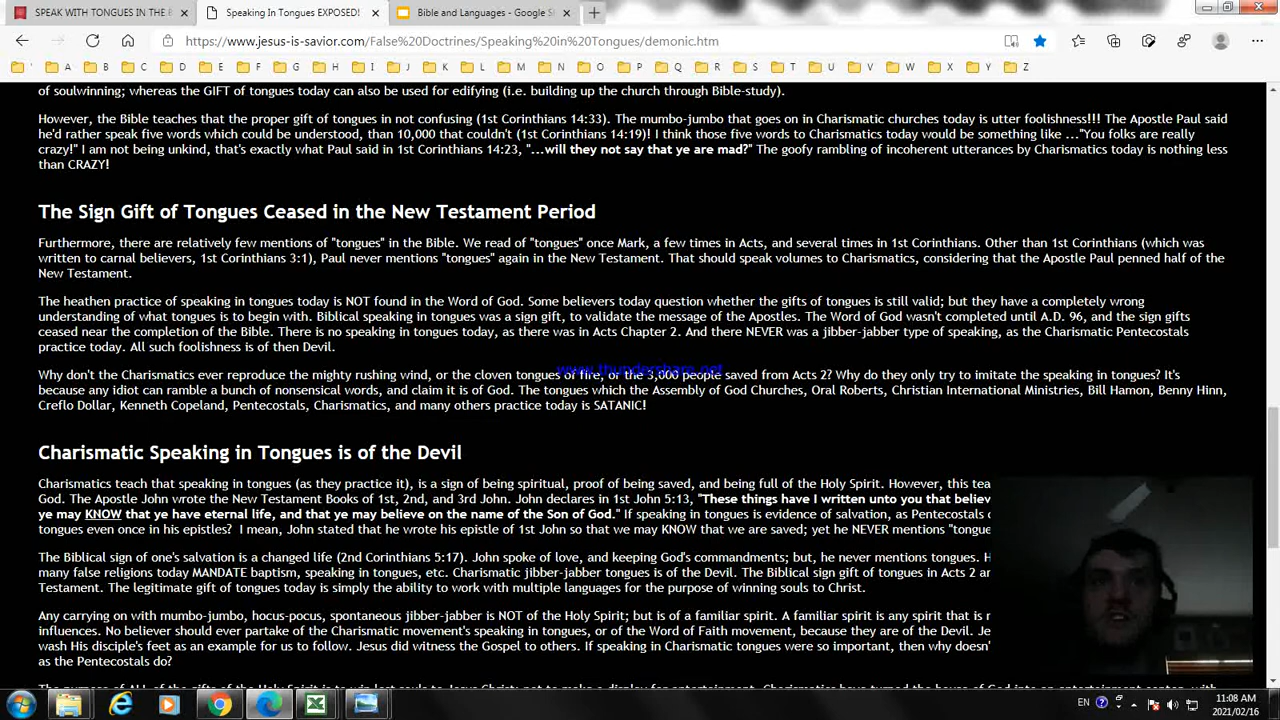 SPEAK WITH TONGUES IN THE B
Speaking In Tongues EXPOSED!
Bible and Languages - Google Sl
https://www.jesus-is-savior.com/False%20Doctrines/Speaking%20in%20Tongues/demonic.htm
' A B C D E F G H I J K L M N O P Q R S T U V W X Y Z
of soulwinning; whereas the GIFT of tongues today can also be used for edifying (i.e. building up the church through Bible-study).
However, the Bible teaches that the proper gift of tongues in not confusing (1st Corinthians 14:33). The mumbo-jumbo that goes on in Charismatic churches today is utter foolishness!!! The Apostle Paul said
he'd rather speak five words which could be understood, than 10,000 that couldn't (1st Corinthians 14:19)! I think those five words to Charismatics today would be something like ..."You folks are really
crazy!" I am not being unkind, that's exactly what Paul said in 1st Corinthians 14:23, "...will they not say that ye are mad?" The goofy rambling of incoherent utterances by Charismatics today is nothing less
than CRAZY!
The Sign Gift of Tongues Ceased in the New Testament Period
Furthermore, there are relatively few mentions of "tongues" in the Bible. We read of "tongues" once Mark, a few times in Acts, and several times in 1st Corinthians. Other than 1st Corinthians (which was
written to carnal believers, 1st Corinthians 3:1), Paul never mentions "tongues" again in the New Testament. That should speak volumes to Charismatics, considering that the Apostle Paul penned half of the
New Testament.
The heathen practice of speaking in tongues today is NOT found in the Word of God. Some believers today question whether the gifts of tongues is still valid; but they have a completely wrong
understanding of what tongues is to begin with. Biblical speaking in tongues was a sign gift, to validate the message of the Apostles. The Word of God wasn't completed until A.D. 96, and the sign gifts
ceased near the completion of the Bible. There is no speaking in tongues today, as there was in Acts Chapter 2. And there NEVER was a jibber-jabber type of speaking, as the Charismatic Pentecostals
practice today. All such foolishness is of then Devil.
www.thundershare.net
Why don't the Charismatics ever reproduce the mighty rushing wind, or the cloven tongues of fire, or the 3,000 people saved from Acts 2? Why do they only try to imitate the speaking in tongues? It's
because any idiot can ramble a bunch of nonsensical words, and claim it is of God. The tongues which the Assembly of God Churches, Oral Roberts, Christian International Ministries, Bill Hamon, Benny Hinn,
Creflo Dollar, Kenneth Copeland, Pentecostals, Charismatics, and many others practice today is SATANIC!
Charismatic Speaking in Tongues is of the Devil
Charismatics teach that speaking in tongues (as they practice it), is a sign of being spiritual, proof of being saved, and being full of the Holy Spirit. However, this tea
God. The Apostle John wrote the New Testament Books of 1st, 2nd, and 3rd John. John declares in 1st John 5:13, "These things have I written unto you that believ
ye may KNOW that ye have eternal life, and that ye may believe on the name of the Son of God." If speaking in tongues is evidence of salvation, as Pentecostals c
tongues even once in his epistles? I mean, John stated that he wrote his epistle of 1st John so that we may KNOW that we are saved; yet he NEVER mentions "tongue
The Biblical sign of one's salvation is a changed life (2nd Corinthians 5:17). John spoke of love, and keeping God's commandments; but, he never mentions tongues. H
many false religions today MANDATE baptism, speaking in tongues, etc. Charismatic jibber-jabber tongues is of the Devil. The Biblical sign gift of tongues in Acts 2 ar
Testament. The legitimate gift of tongues today is simply the ability to work with multiple languages for the purpose of winning souls to Christ.
Any carrying on with mumbo-jumbo, hocus-pocus, spontaneous jibber-jabber is NOT of the Holy Spirit; but is of a familiar spirit. A familiar spirit is any spirit that is r
influences. No believer should ever partake of the Charismatic movement's speaking in tongues, or of the Word of Faith movement, because they are of the Devil. Je
wash His disciple's feet as an example for us to follow. Jesus did witness the Gospel to others. If speaking in Charismatic tongues were so important, then why doesn'
as the Pentecostals do?
EN
11:08 AM
2021/02/16